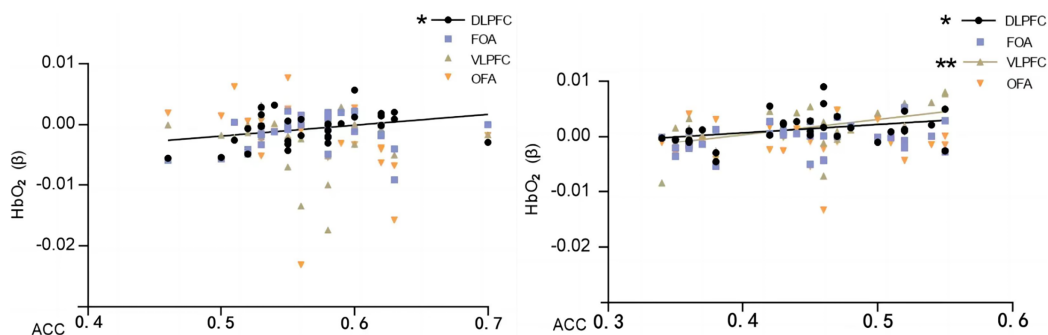 * DLPFC
FOA
VLPFC
OFA
0.01
0.00
-0.01
-0.02
HbO₂ (β)
ACC
0.4
0.5
0.6
0.7
* DLPFC
FOA
** VLPFC
OFA
0.01
0.00
-0.01
-0.02
HbO₂ (β)
ACC
0.3
0.4
0.5
0.6